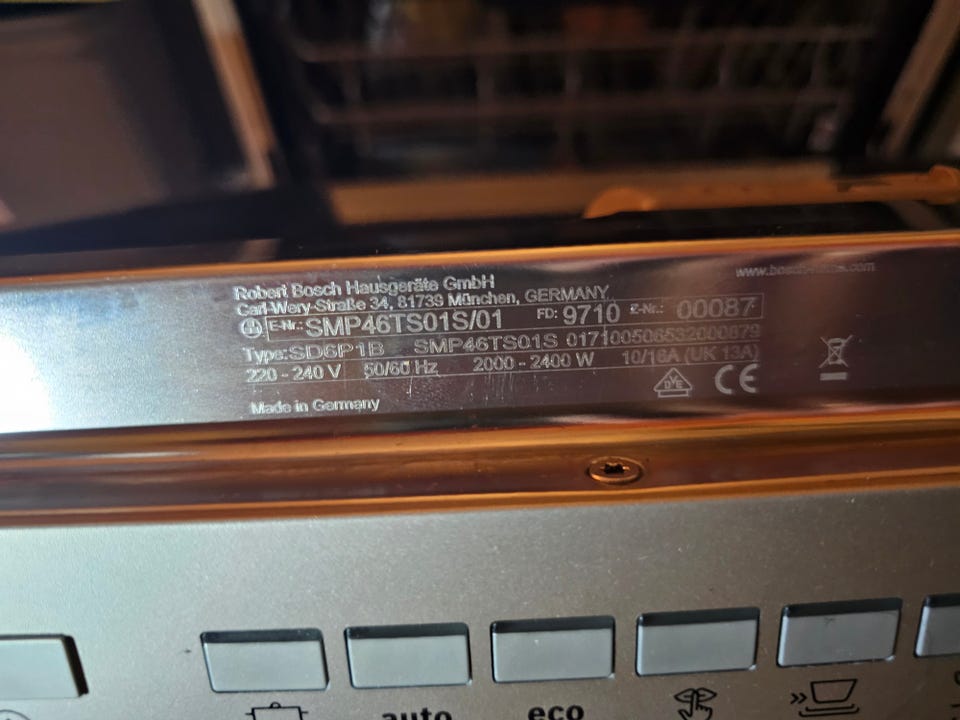 Robert Bosch Hausgeräte GmbH
Carl-Wery-Straße 34, 81739 München, GERMANY
www.bosch-home.com
E-Nr.: SMP46TS01S/01 FD: 9710 Z-Nr.: 00087
Type: SD6P1B SMP46TS01S 017100506532000879
220 - 240 V 50/60 Hz 2000 - 2400 W 10/16A (UK 13A)
DVE CE
Made in Germany
auto eco